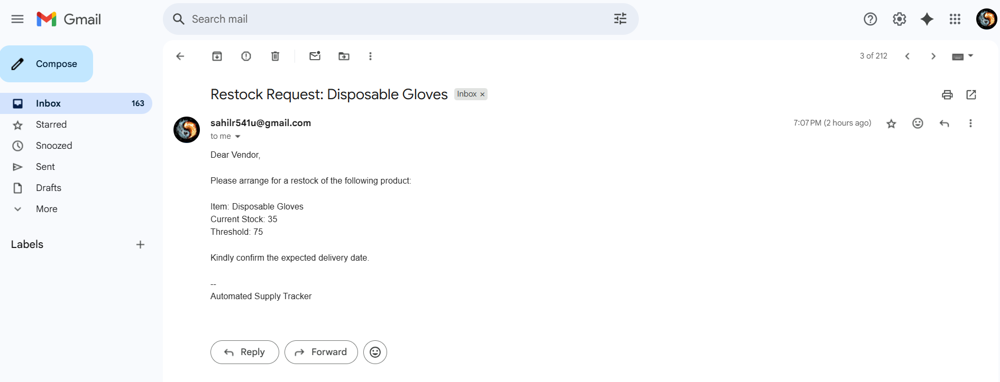 Gmail
Search mail
Compose
3 of 212
Inbox 163
Starred
Snoozed
Sent
Drafts
More
Labels
Restock Request: Disposable Gloves Inbox ×
sahilr541u@gmail.com 7:07 PM (2 hours ago)
to me
Dear Vendor,
Please arrange for a restock of the following product:
Item: Disposable Gloves
Current Stock: 35
Threshold: 75
Kindly confirm the expected delivery date.
--
Automated Supply Tracker
Reply Forward